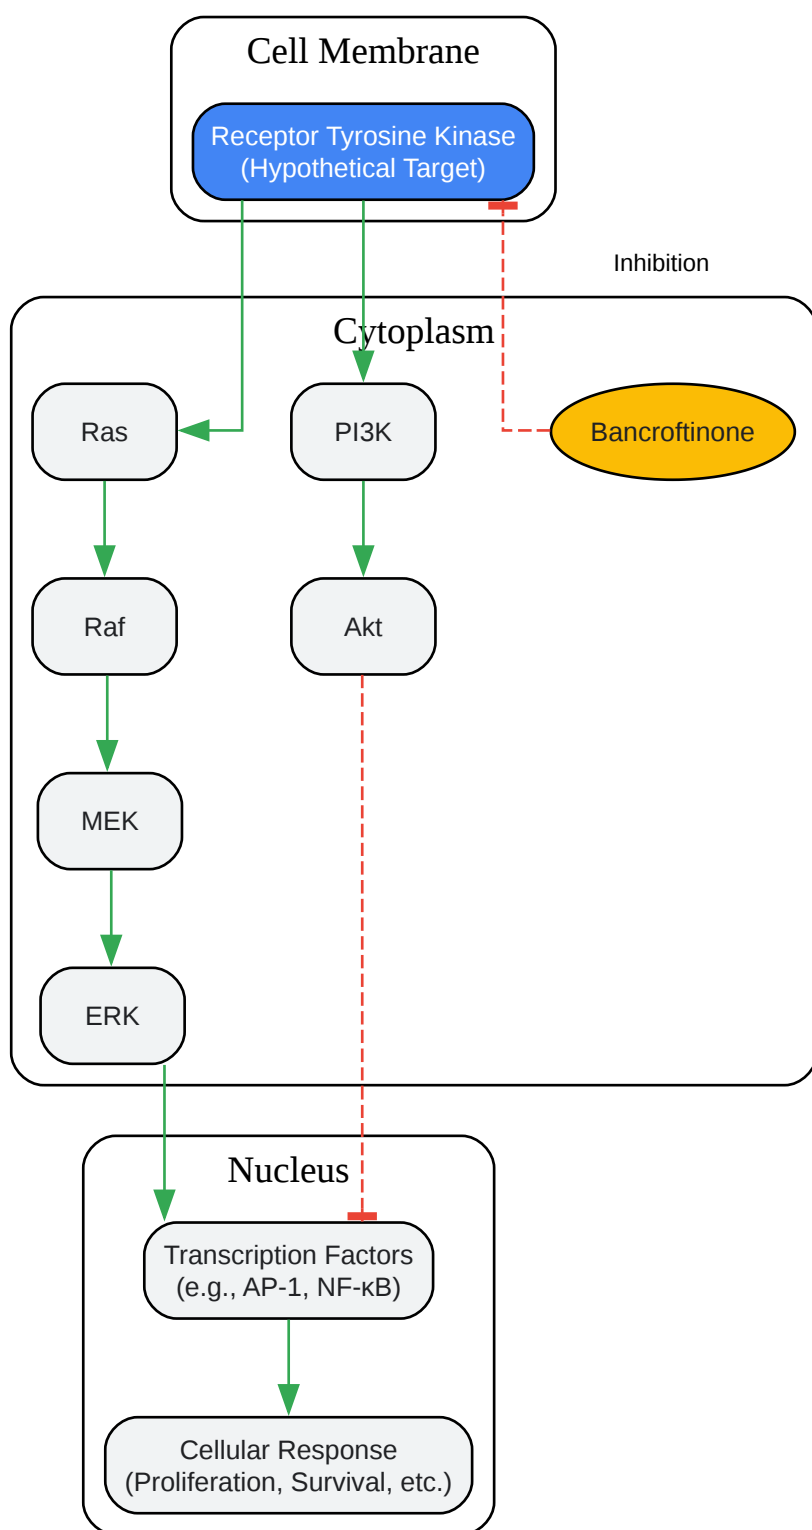 Cell Membrane
Receptor Tyrosine Kinase
(Hypothetical Target)
Inhibition
Cytoplasm
Ras
PI3K
Bancroftinone
Raf
Akt
MEK
ERK
Nucleus
Transcription Factors
(e.g., AP-1, NF-κB)
Cellular Response
(Proliferation, Survival, etc.)